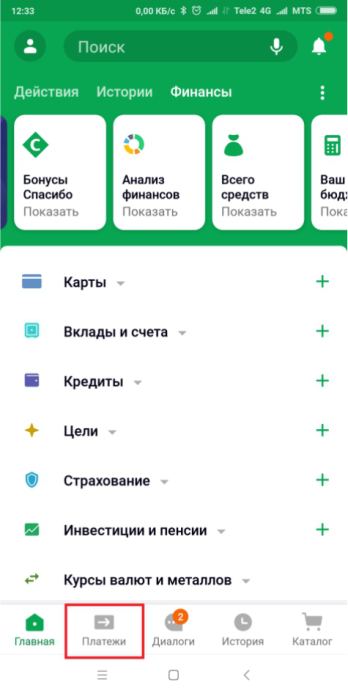 12:33 0,00 КБ/с Tele2 4G MTS
Поиск
Действия Истории Финансы
Бонусы
Спасибо
Показать
Анализ
финансов
Показать
Всего
средств
Показать
Ваш
бюд
Показать
Карты
Вклады и счета
Кредиты
Цели
Страхование
Инвестиции и пенсии
Курсы валют и металлов
2
Главная Платежи Диалоги История Каталог